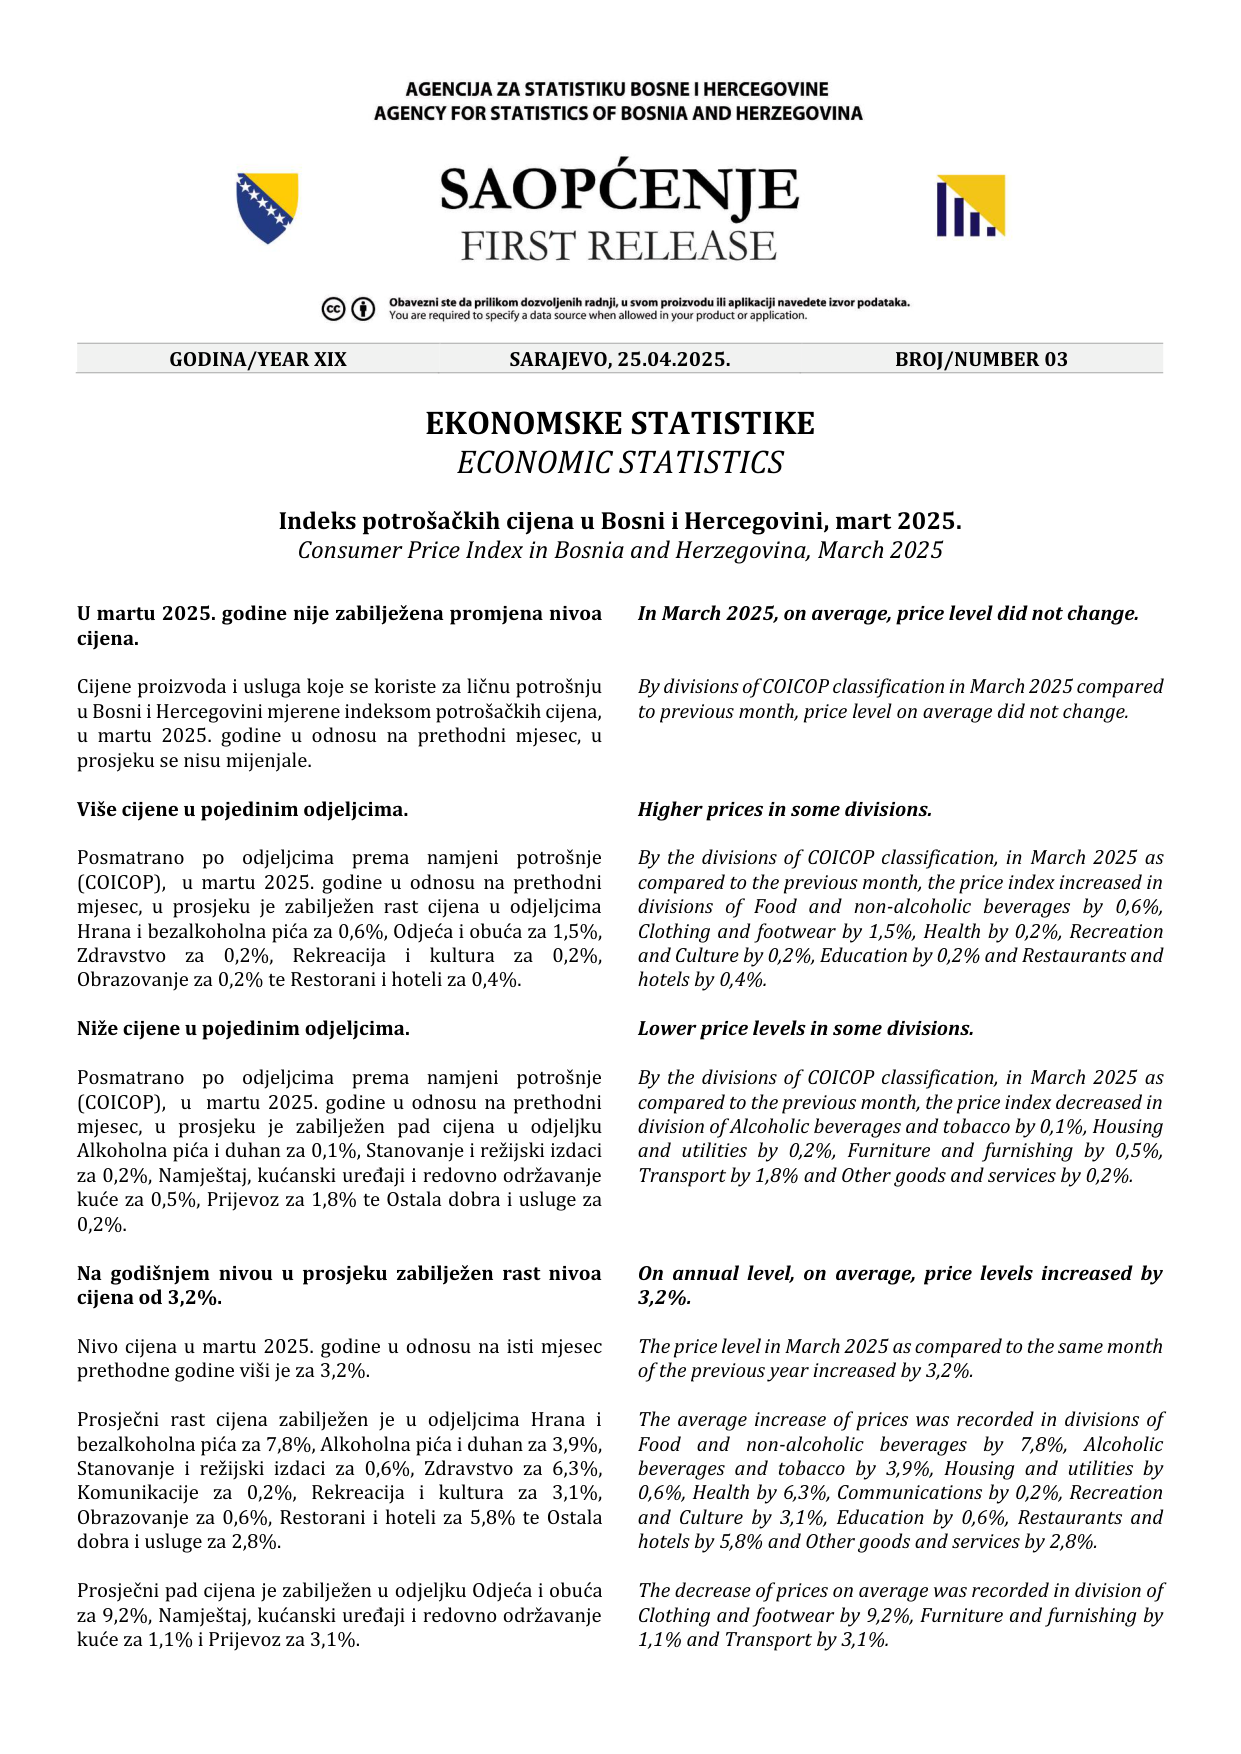 AGENCIJA ZA STATISTIKU BOSNE I HERCEGOVINE
AGENCY FOR STATISTICS OF BOSNIA AND HERZEGOVINA
SAOPĆENJE
FIRST RELEASE
cc
Obavezni ste da prilikom dozvoljenih radnji, u svom proizvodu ili aplikaciji navedete izvor podataka.
You are required to specify a data source when allowed in your product or application.
GODINA/YEAR XIX SARAJEVO, 25.04.2025. BROJ/NUMBER 03
EKONOMSKE STATISTIKE
ECONOMIC STATISTICS
Indeks potrošačkih cijena u Bosni i Hercegovini, mart 2025.
Consumer Price Index in Bosnia and Herzegovina, March 2025
U martu 2025. godine nije zabilježena promjena nivoa
cijena.
In March 2025, on average, price level did not change.
Cijene proizvoda i usluga koje se koriste za ličnu potrošnju
u Bosni i Hercegovini mjerene indeksom potrošačkih cijena,
u martu 2025. godine u odnosu na prethodni mjesec, u
prosjeku se nisu mijenjale.
By divisions of COICOP classification in March 2025 compared
to previous month, price level on average did not change.
Više cijene u pojedinim odjeljcima.
Higher prices in some divisions.
Posmatrano po odjeljcima prema namjeni potrošnje
(COICOP), u martu 2025. godine u odnosu na prethodni
mjesec, u prosjeku je zabilježen rast cijena u odjeljcima
Hrana i bezalkoholna pića za 0,6%, Odjeća i obuća za 1,5%,
Zdravstvo za 0,2%, Rekreacija i kultura za 0,2%,
Obrazovanje za 0,2% te Restorani i hoteli za 0,4%.
By the divisions of COICOP classification, in March 2025 as
compared to the previous month, the price index increased in
divisions of Food and non-alcoholic beverages by 0,6%,
Clothing and footwear by 1,5%, Health by 0,2%, Recreation
and Culture by 0,2%, Education by 0,2% and Restaurants and
hotels by 0,4%.
Niže cijene u pojedinim odjeljcima.
Lower price levels in some divisions.
Posmatrano po odjeljcima prema namjeni potrošnje
(COICOP), u martu 2025. godine u odnosu na prethodni
mjesec, u prosjeku je zabilježen pad cijena u odjeljku
Alkoholna pića i duhan za 0,1%, Stanovanje i režijski izdaci
za 0,2%, Namještaj, kućanski uređaji i redovno održavanje
kuće za 0,5%, Prijevoz za 1,8% te Ostala dobra i usluge za
0,2%.
By the divisions of COICOP classification, in March 2025 as
compared to the previous month, the price index decreased in
division of Alcoholic beverages and tobacco by 0,1%, Housing
and utilities by 0,2%, Furniture and furnishing by 0,5%,
Transport by 1,8% and Other goods and services by 0,2%.
Na godišnjem nivou u prosjeku zabilježen rast nivoa
cijena od 3,2%.
On annual level, on average, price levels increased by
3,2%.
Nivo cijena u martu 2025. godine u odnosu na isti mjesec
prethodne godine viši je za 3,2%.
The price level in March 2025 as compared to the same month
of the previous year increased by 3,2%.
Prosječni rast cijena zabilježen je u odjeljcima Hrana i
bezalkoholna pića za 7,8%, Alkoholna pića i duhan za 3,9%,
Stanovanje i režijski izdaci za 0,6%, Zdravstvo za 6,3%,
Komunikacije za 0,2%, Rekreacija i kultura za 3,1%,
Obrazovanje za 0,6%, Restorani i hoteli za 5,8% te Ostala
dobra i usluge za 2,8%.
The average increase of prices was recorded in divisions of
Food and non-alcoholic beverages by 7,8%, Alcoholic
beverages and tobacco by 3,9%, Housing and utilities by
0,6%, Health by 6,3%, Communications by 0,2%, Recreation
and Culture by 3,1%, Education by 0,6%, Restaurants and
hotels by 5,8% and Other goods and services by 2,8%.
Prosječni pad cijena je zabilježen u odjeljku Odjeća i obuća
za 9,2%, Namještaj, kućanski uređaji i redovno održavanje
kuće za 1,1% i Prijevoz za 3,1%.
The decrease of prices on average was recorded in division of
Clothing and footwear by 9,2%, Furniture and furnishing by
1,1% and Transport by 3,1%.